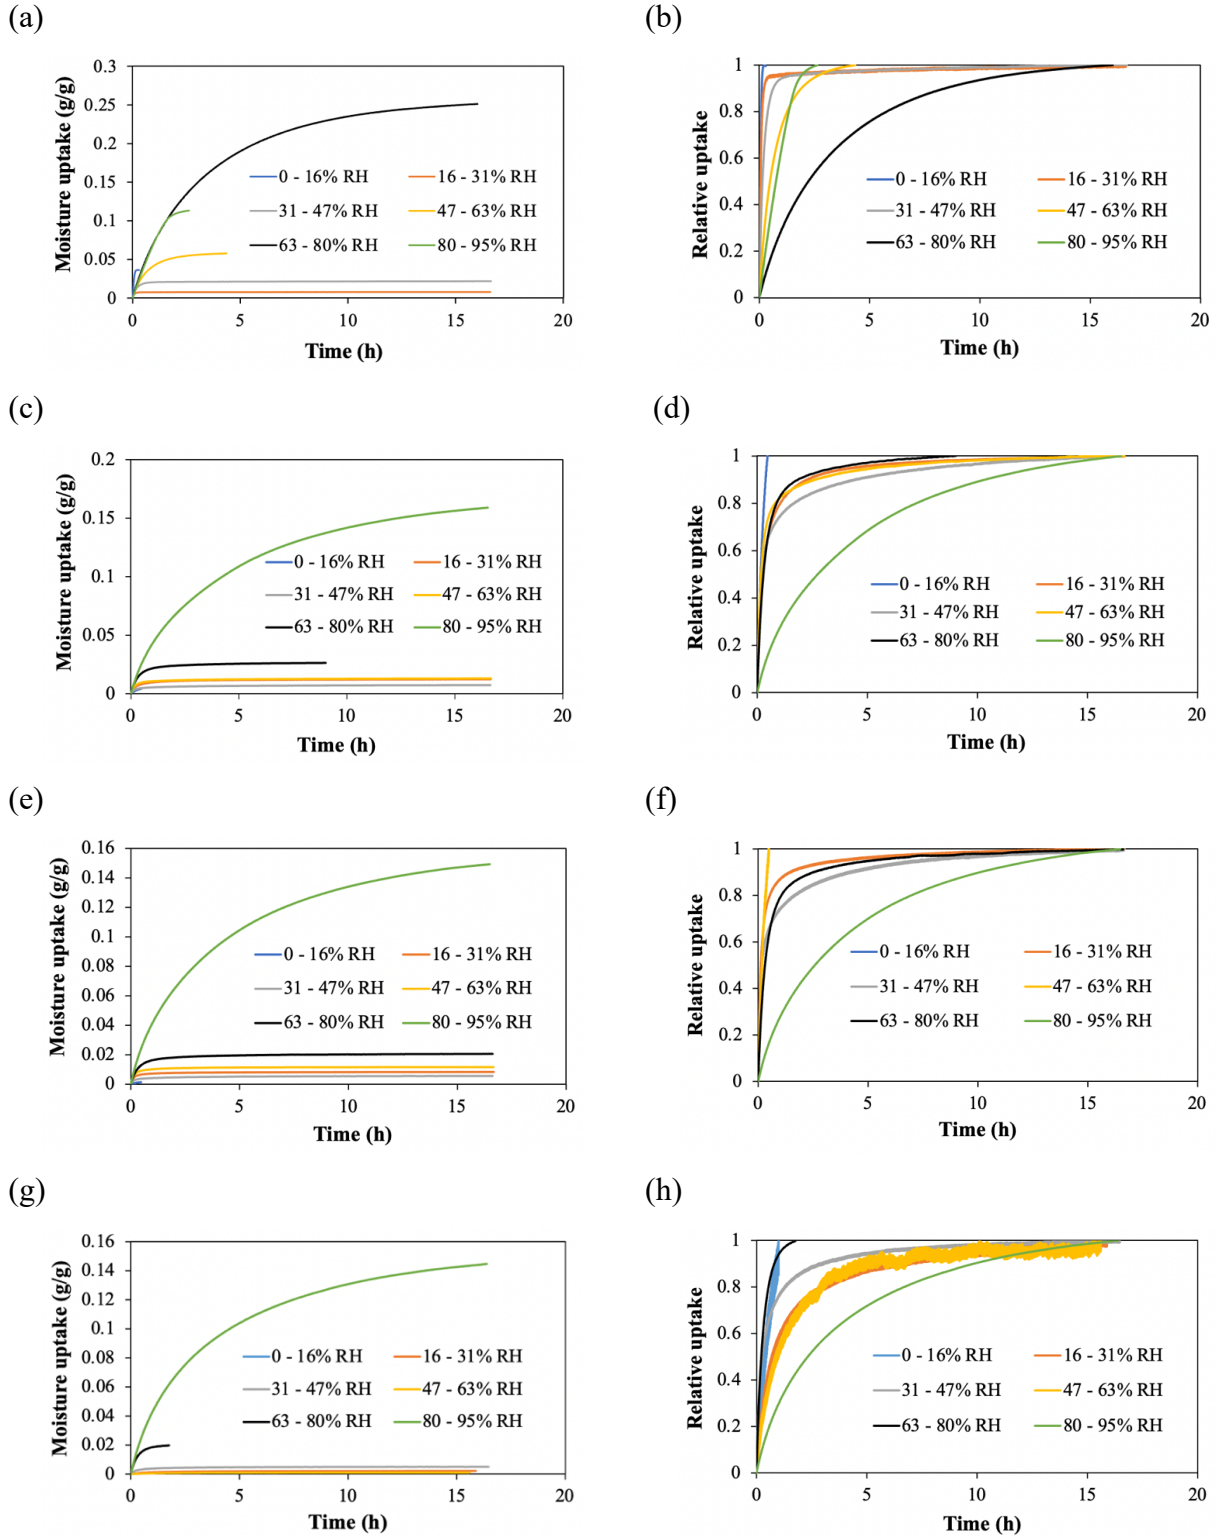 (a)
0.3
0.25
0.2
0.15
0.1
0.05
0
Moisture uptake (g/g)
0 - 16% RH
16 - 31% RH
31 - 47% RH
47 - 63% RH
63 - 80% RH
80 - 95% RH
0
5
10
15
20
Time (h)
(b)
1
0.8
0.6
0.4
0.2
0
Relative uptake
0 - 16% RH
16 - 31% RH
31 - 47% RH
47 - 63% RH
63 - 80% RH
80 - 95% RH
0
5
10
15
20
Time (h)
(c)
0.2
0.15
0.1
0.05
0
Moisture uptake (g/g)
0 - 16% RH
16 - 31% RH
31 - 47% RH
47 - 63% RH
63 - 80% RH
80 - 95% RH
0
5
10
15
20
Time (h)
(d)
1
0.8
0.6
0.4
0.2
0
Relative uptake
0 - 16% RH
16 - 31% RH
31 - 47% RH
47 - 63% RH
63 - 80% RH
80 - 95% RH
0
5
10
15
20
Time (h)
(e)
0.16
0.14
0.12
0.1
0.08
0.06
0.04
0.02
0
Moisture uptake (g/g)
0 - 16% RH
16 - 31% RH
31 - 47% RH
47 - 63% RH
63 - 80% RH
80 - 95% RH
0
5
10
15
20
Time (h)
(f)
1
0.8
0.6
0.4
0.2
0
Relative uptake
0 - 16% RH
16 - 31% RH
31 - 47% RH
47 - 63% RH
63 - 80% RH
80 - 95% RH
0
5
10
15
20
Time (h)
(g)
0.16
0.14
0.12
0.1
0.08
0.06
0.04
0.02
0
Moisture uptake (g/g)
0 - 16% RH
16 - 31% RH
31 - 47% RH
47 - 63% RH
63 - 80% RH
80 - 95% RH
0
5
10
15
20
Time (h)
(h)
1
0.8
0.6
0.4
0.2
0
Relative uptake
0 - 16% RH
16 - 31% RH
31 - 47% RH
47 - 63% RH
63 - 80% RH
80 - 95% RH
0
5
10
15
20
Time (h)